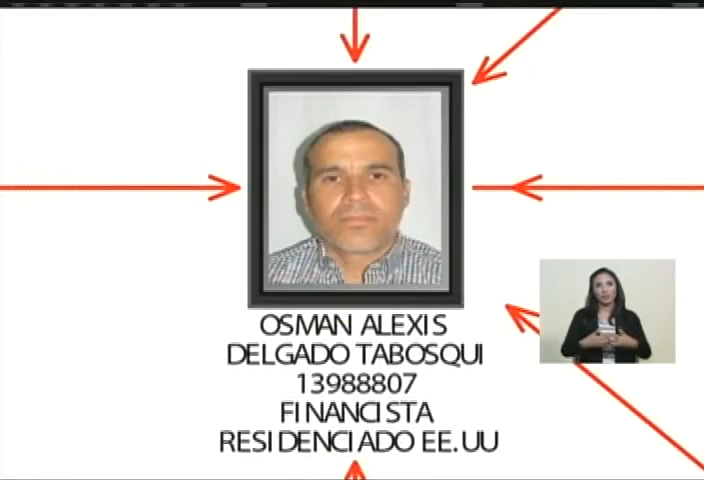 OSMAN ALEXIS
DELGADO TABOSQUI
13988807
FINANCISTA
RESIDENCIADO EE.UU